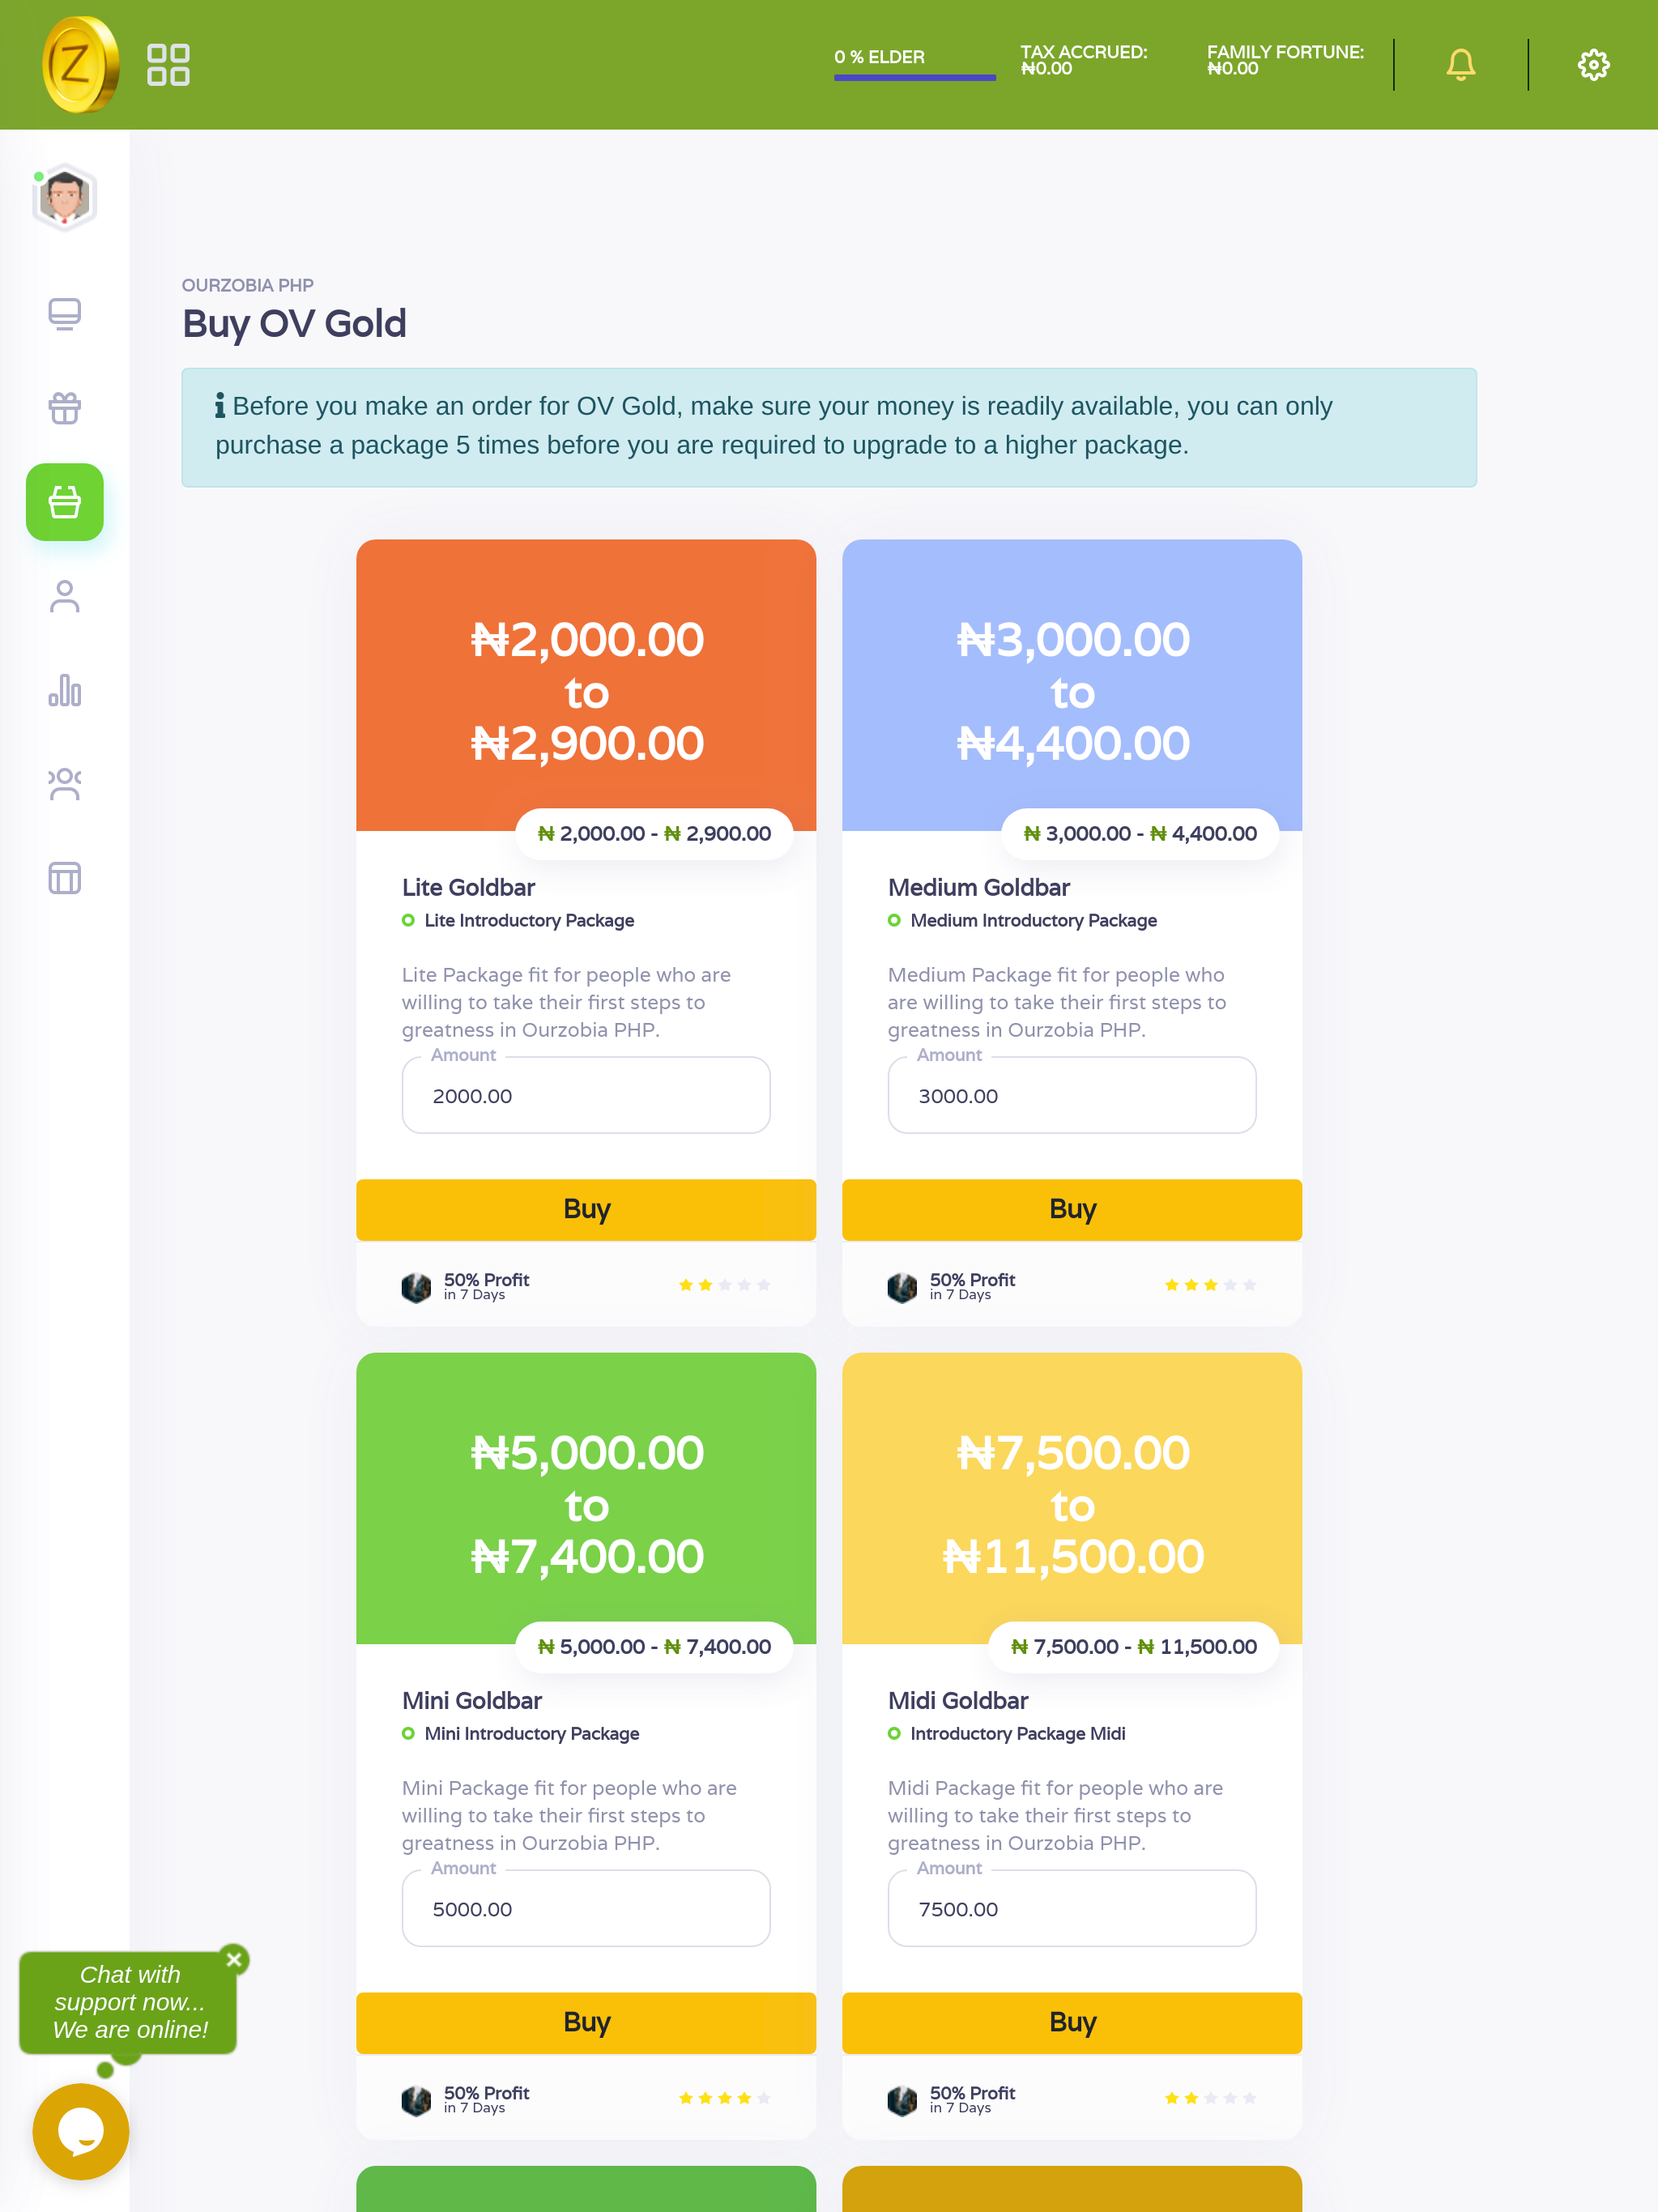 Z
0 % ELDER
TAX ACCRUED:
₦0.00
FAMILY FORTUNE:
₦0.00
OURZOBIA PHP
Buy OV Gold
Before you make an order for OV Gold, make sure your money is readily available, you can only
purchase a package 5 times before you are required to upgrade to a higher package.
₦2,000.00
to
₦2,900.00
₦ 2,000.00 - ₦ 2,900.00
Lite Goldbar
Lite Introductory Package
Lite Package fit for people who are
willing to take their first steps to
greatness in Ourzobia PHP.
Amount
2000.00
Buy
50% Profit
in 7 Days
₦3,000.00
to
₦4,400.00
₦ 3,000.00 - ₦ 4,400.00
Medium Goldbar
Medium Introductory Package
Medium Package fit for people who
are willing to take their first steps to
greatness in Ourzobia PHP.
Amount
3000.00
Buy
50% Profit
in 7 Days
₦5,000.00
to
₦7,400.00
₦ 5,000.00 - ₦ 7,400.00
Mini Goldbar
Mini Introductory Package
Mini Package fit for people who are
willing to take their first steps to
greatness in Ourzobia PHP.
Amount
5000.00
Buy
50% Profit
in 7 Days
₦7,500.00
to
₦11,500.00
₦ 7,500.00 - ₦ 11,500.00
Midi Goldbar
Introductory Package Midi
Midi Package fit for people who are
willing to take their first steps to
greatness in Ourzobia PHP.
Amount
7500.00
Buy
50% Profit
in 7 Days
Chat with
support now...
We are online!